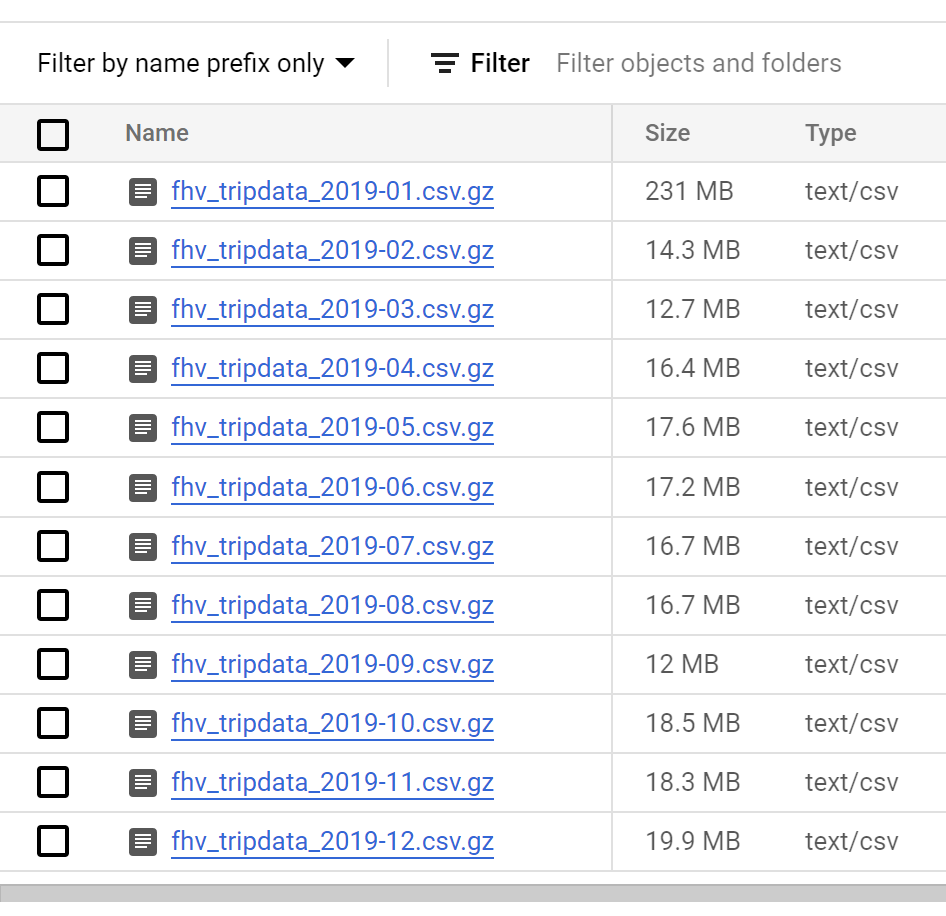 Filter by name prefix only Filter Filter objects and folders
Name Size Type
fhv_tripdata_2019-01.csv.gz 231 MB text/csv
fhv_tripdata_2019-02.csv.gz 14.3 MB text/csv
fhv_tripdata_2019-03.csv.gz 12.7 MB text/csv
fhv_tripdata_2019-04.csv.gz 16.4 MB text/csv
fhv_tripdata_2019-05.csv.gz 17.6 MB text/csv
fhv_tripdata_2019-06.csv.gz 17.2 MB text/csv
fhv_tripdata_2019-07.csv.gz 16.7 MB text/csv
fhv_tripdata_2019-08.csv.gz 16.7 MB text/csv
fhv_tripdata_2019-09.csv.gz 12 MB text/csv
fhv_tripdata_2019-10.csv.gz 18.5 MB text/csv
fhv_tripdata_2019-11.csv.gz 18.3 MB text/csv
fhv_tripdata_2019-12.csv.gz 19.9 MB text/csv